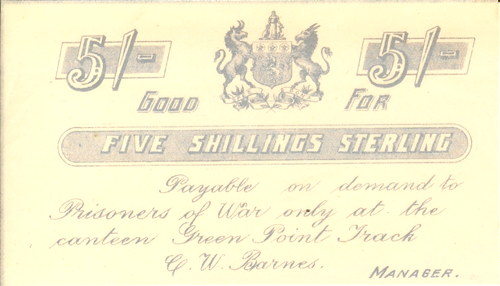 5/- 5/-
Good For
FIVE SHILLINGS STERLING
Payable on demand to
Prisoners of War only at the
canteen Green Point Track
C. W. Barnes.
MANAGER.